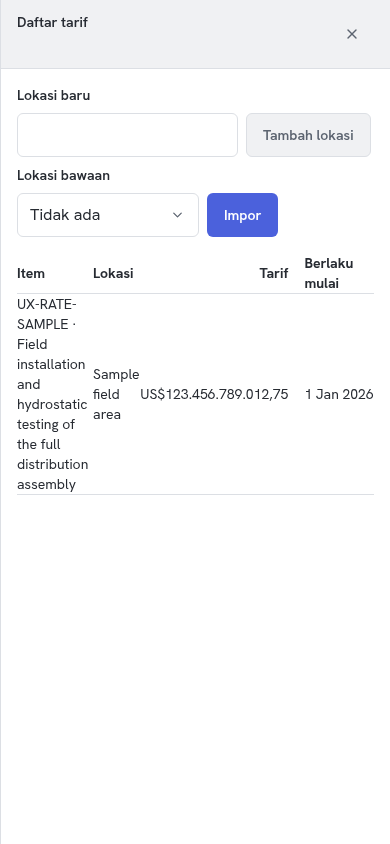 Daftar tarif
Lokasi baru
Tambah lokasi
Lokasi bawaan
Tidak ada
Impor
Item
Lokasi
Tarif
Berlaku
mulai
UX-RATE-
SAMPLE ·
Field
installation
and
hydrostatic
testing of
the full
distribution
assembly
Sample
field
area
US$123.456.789.012,75
1 Jan 2026